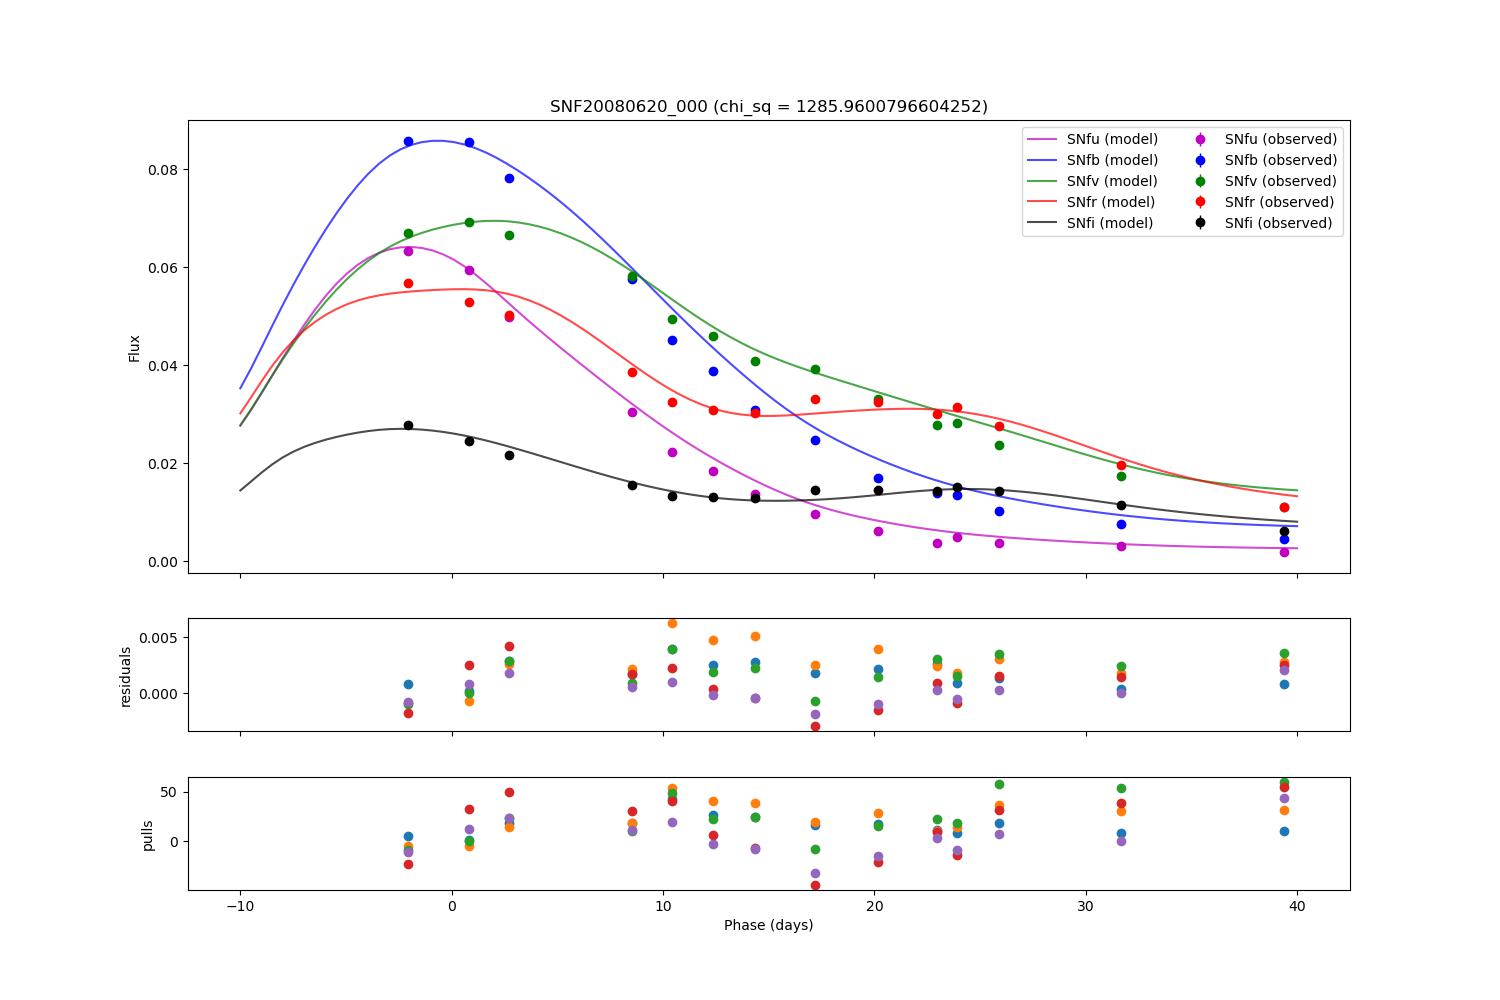 SNF20080620_000 (chi_sq = 1285.9600796604252)
SNfu (model) SNfu (observed)
SNfb (model) SNfb (observed)
SNfv (model) SNfv (observed)
SNfr (model) SNfr (observed)
SNfi (model) SNfi (observed)
Flux
0.08
0.06
0.04
0.02
0.00
residuals
0.005
0.000
pulls
50
0
−10 0 10 20 30 40
Phase (days)